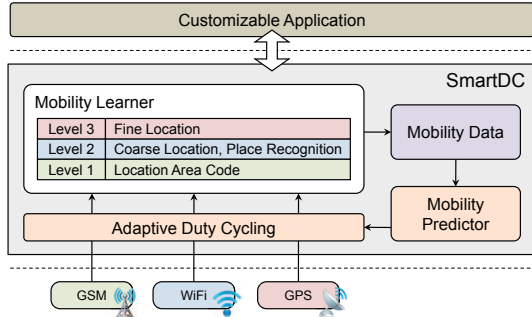 Customizable Application
SmartDC
Mobility Learner
Level 3 Fine Location
Level 2 Coarse Location, Place Recognition
Level 1 Location Area Code
Mobility Data
Mobility
Predictor
Adaptive Duty Cycling
GSM
WiFi
GPS